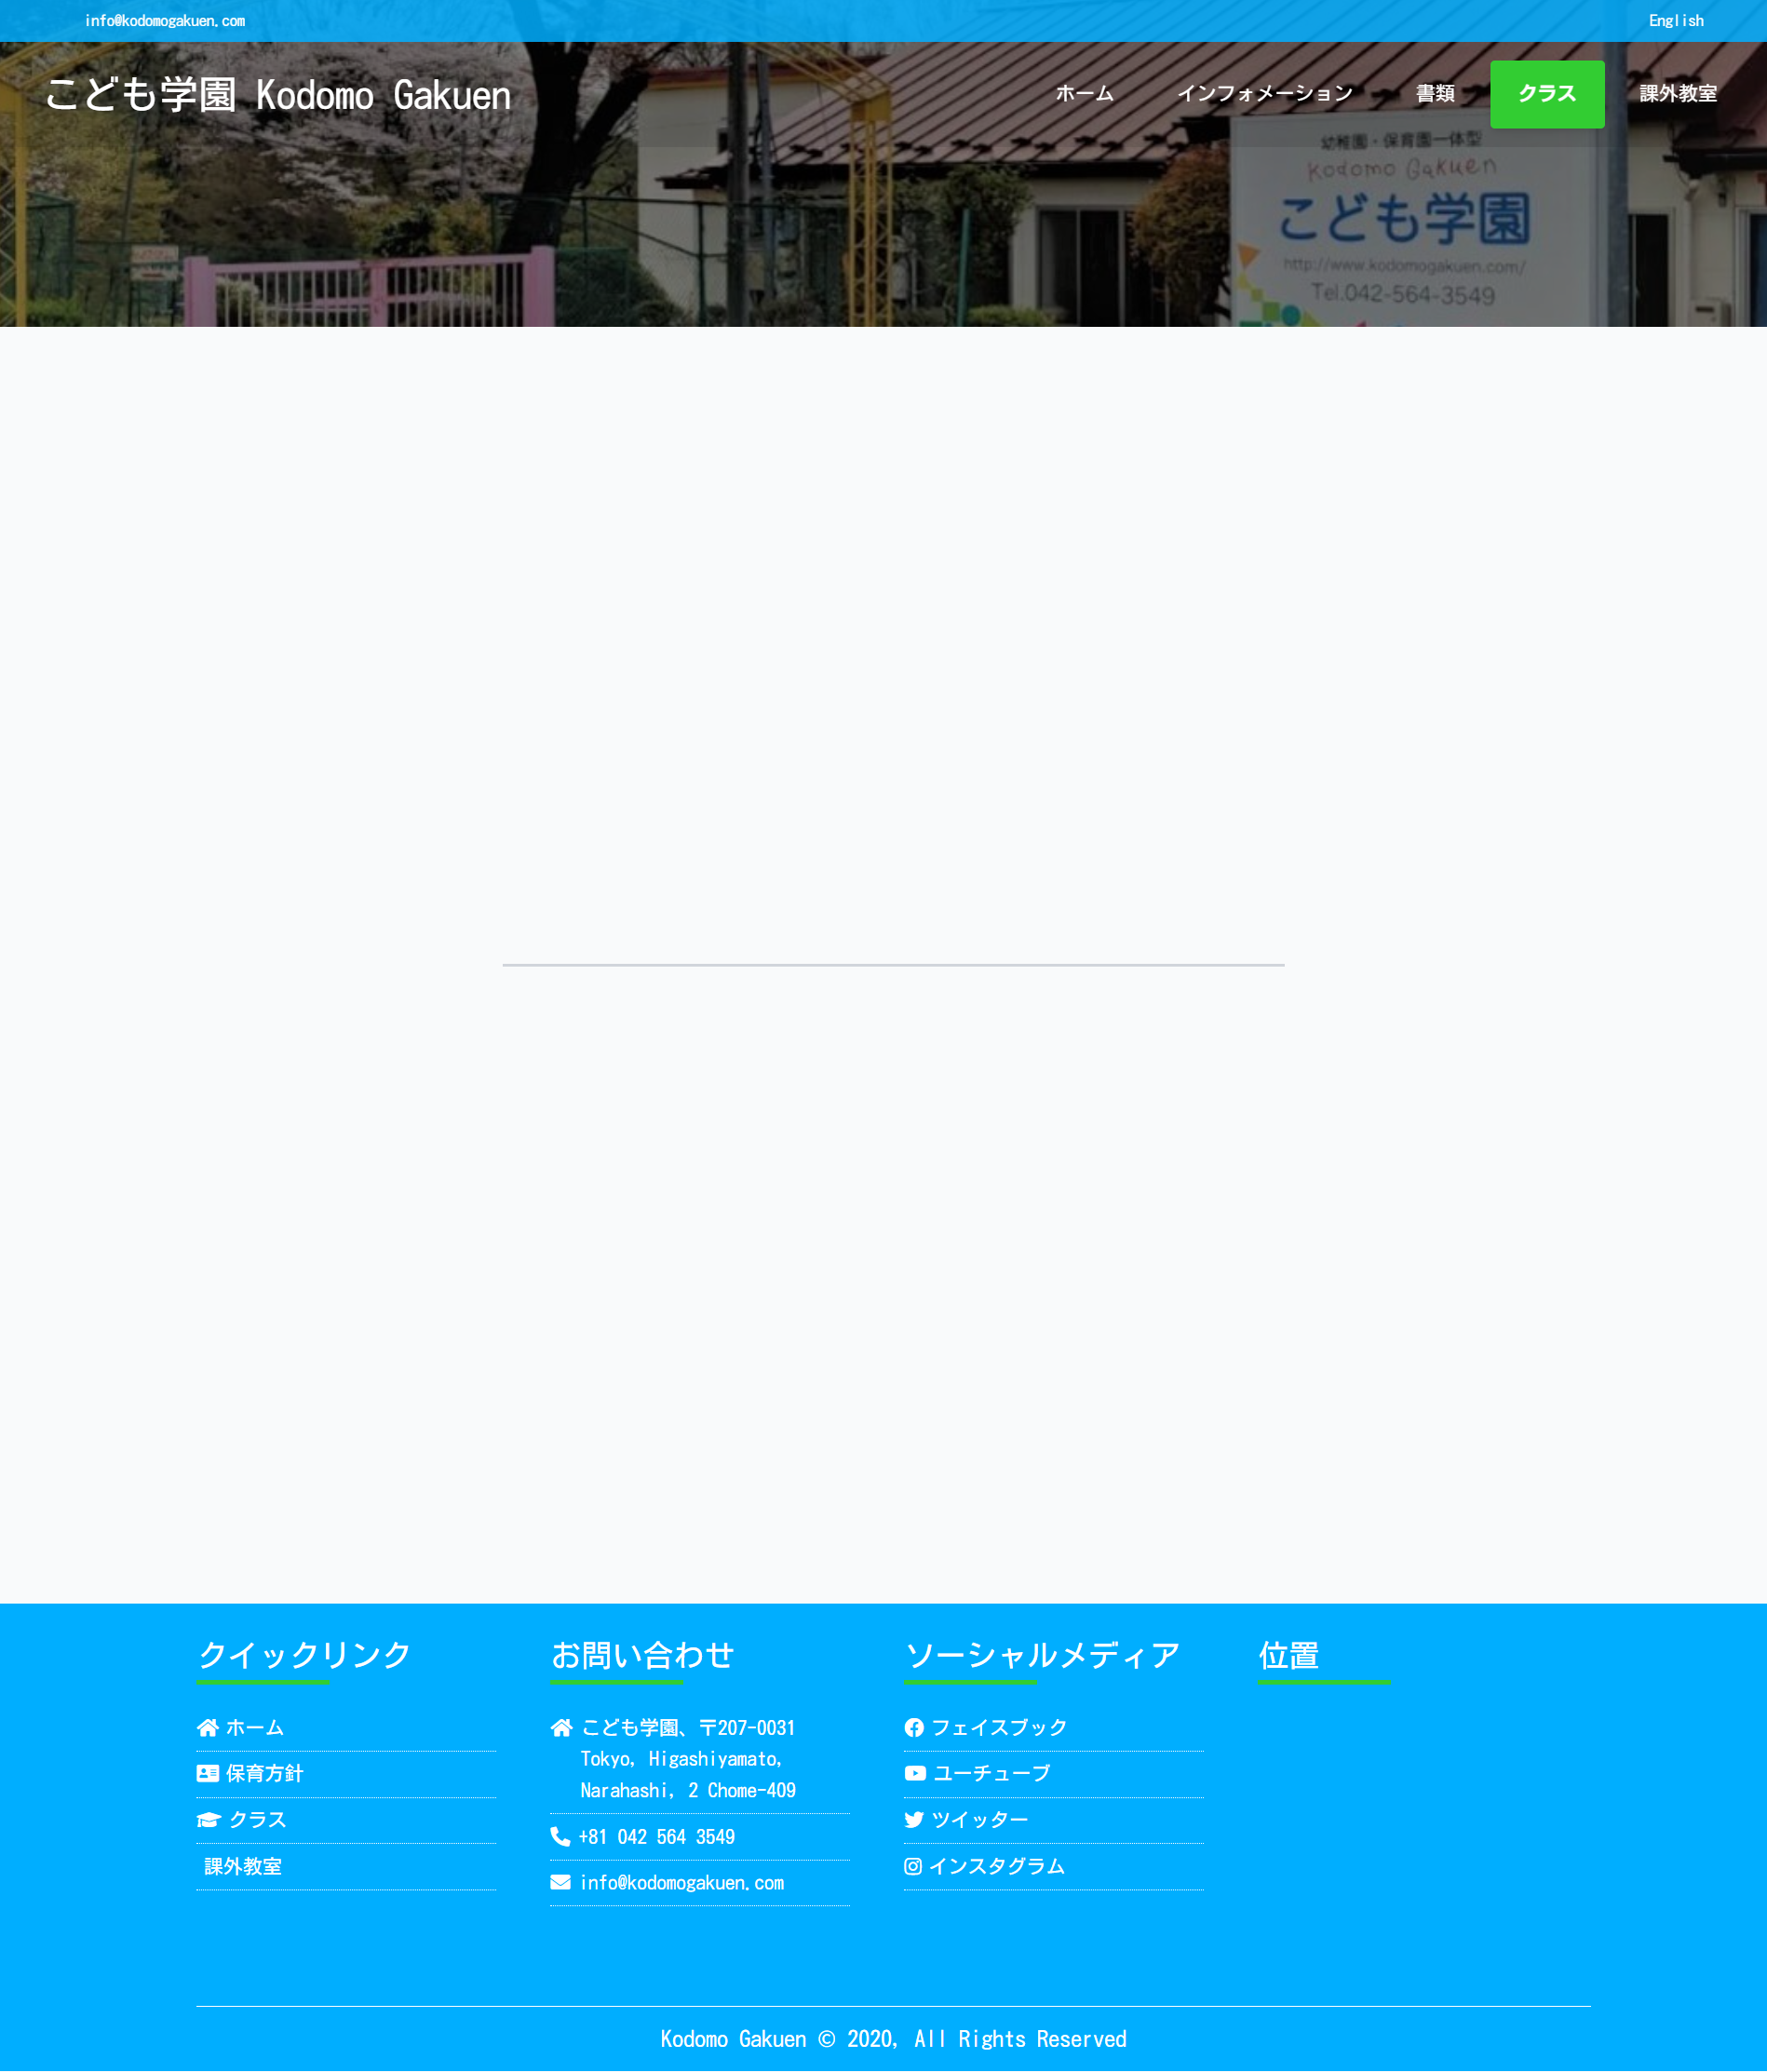 info@kodomogakuen.com
English
こども学園 Kodomo Gakuen
ホーム
インフォメーション
書類
クラス
課外教室
幼稚園・保育園一体型
Kodomo Gakuen
こども学園
http://www.kodomogakuen.com/
Tel.042-564-3549
クイックリンク
ホーム
保育方針
クラス
課外教室
お問い合わせ
こども学園、〒207-0031
Tokyo, Higashiyamato,
Narahashi, 2 Chome-409
+81 042 564 3549
info@kodomogakuen.com
ソーシャルメディア
フェイスブック
ユーチューブ
ツイッター
インスタグラム
位置
Kodomo Gakuen © 2020, All Rights Reserved